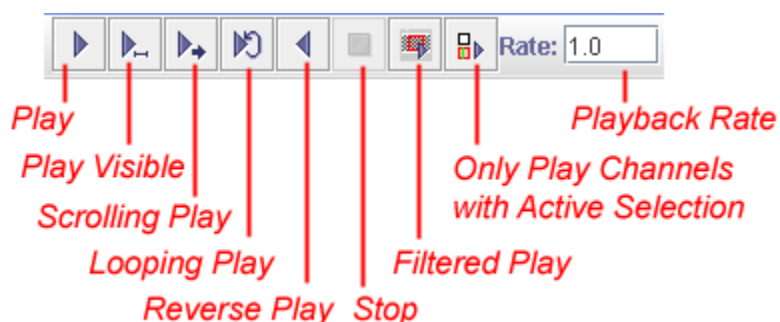 Rate: 1.0
Play
Playback Rate
Play Visible
Only Play Channels
with Active Selection
Scrolling Play
Looping Play
Filtered Play
Reverse Play
Stop